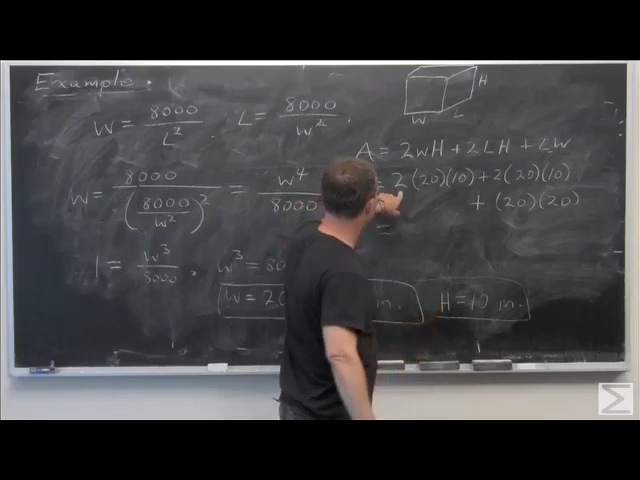 Example.
W = 8000 / L² , L = 8000 / W² .
H
W L
A = 2WH + 2LH + LW
W = 8000 / (8000 / W²)² = W⁴ / 8000
= 2(20)(10) + 2(20)(10)
+ (20)(20)
=
1 = W³ / 8000 , W³ = 80
W = 20 in. H = 10 in.
Σ